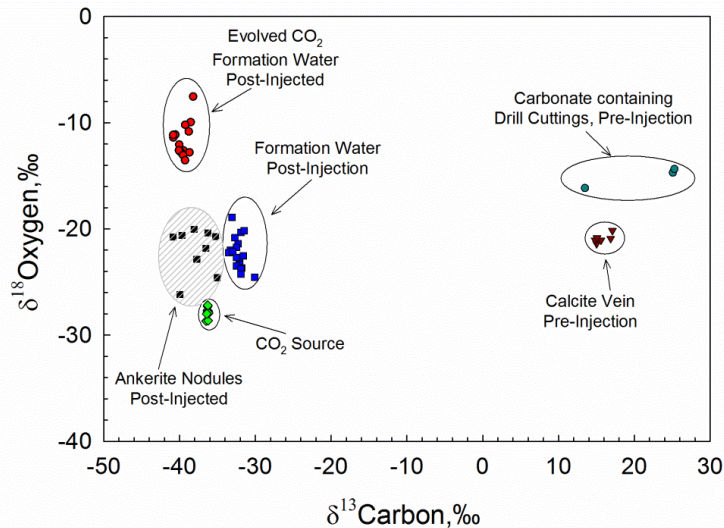 Evolved CO₂
Formation Water
Post-Injected
Carbonate containing
Drill Cuttings, Pre-Injection
Formation Water
Post-Injection
Calcite Vein
Pre-Injection
CO₂ Source
Ankerite Nodules
Post-Injected
δ¹⁸Oxygen,‰
0
-10
-20
-30
-40
-50 -40 -30 -20 -10 0 10 20 30
δ¹³Carbon,‰